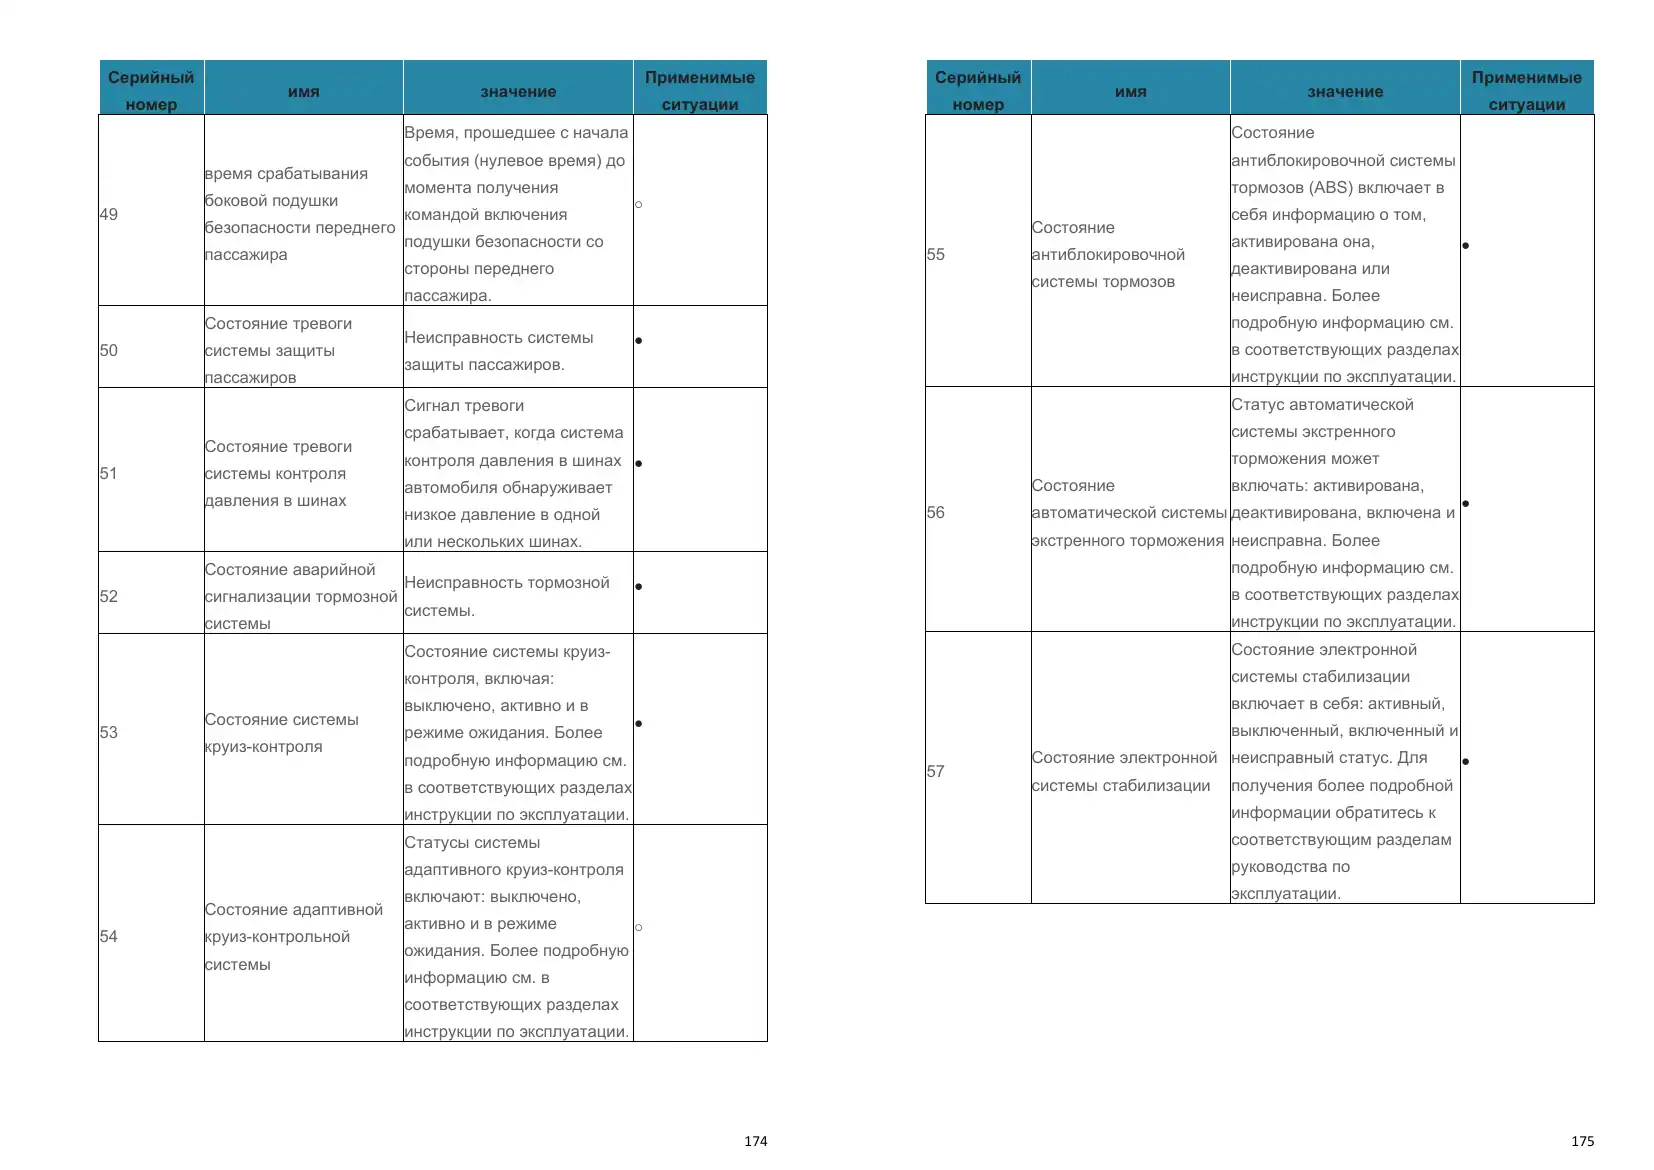 Серийный номер
имя
значение
Применимые ситуации
49
время срабатывания
боковой подушки
безопасности переднего
пассажира
Время, прошедшее с начала
события (нулевое время) до
момента получения
командой включения
подушки безопасности со
стороны переднего
пассажира.
○
50
Состояние тревоги
системы защиты
пассажиров
Неисправность системы
защиты пассажиров.
●
51
Состояние тревоги
системы контроля
давления в шинах
Сигнал тревоги
срабатывает, когда система
контроля давления в шинах
автомобиля обнаруживает
низкое давление в одной
или нескольких шинах.
●
52
Состояние аварийной
сигнализации тормозной
системы
Неисправность тормозной
системы.
●
53
Состояние системы
круиз-контроля
Состояние системы круиз-
контроля, включая:
выключено, активно и в
режиме ожидания. Более
подробную информацию см.
в соответствующих разделах
инструкции по эксплуатации.
●
54
Состояние адаптивной
круиз-контрольной
системы
Статусы системы
адаптивного круиз-контроля
включают: выключено,
активно и в режиме
ожидания. Более подробную
информацию см. в
соответствующих разделах
инструкции по эксплуатации.
○
174
Серийный номер
имя
значение
Применимые ситуации
55
Состояние
антиблокировочной
системы тормозов
Состояние
антиблокировочной системы
тормозов (ABS) включает в
себя информацию о том,
активирована она,
деактивирована или
неисправна. Более
подробную информацию см.
в соответствующих разделах
инструкции по эксплуатации.
●
56
Состояние
автоматической системы
экстренного торможения
Статус автоматической
системы экстренного
торможения может
включать: активирована,
деактивирована, включена и
неисправна. Более
подробную информацию см.
в соответствующих разделах
инструкции по эксплуатации.
●
57
Состояние электронной
системы стабилизации
Состояние электронной
системы стабилизации
включает в себя: активный,
выключенный, включенный и
неисправный статус. Для
получения более подробной
информации обратитесь к
соответствующим разделам
руководства по
эксплуатации.
●
175